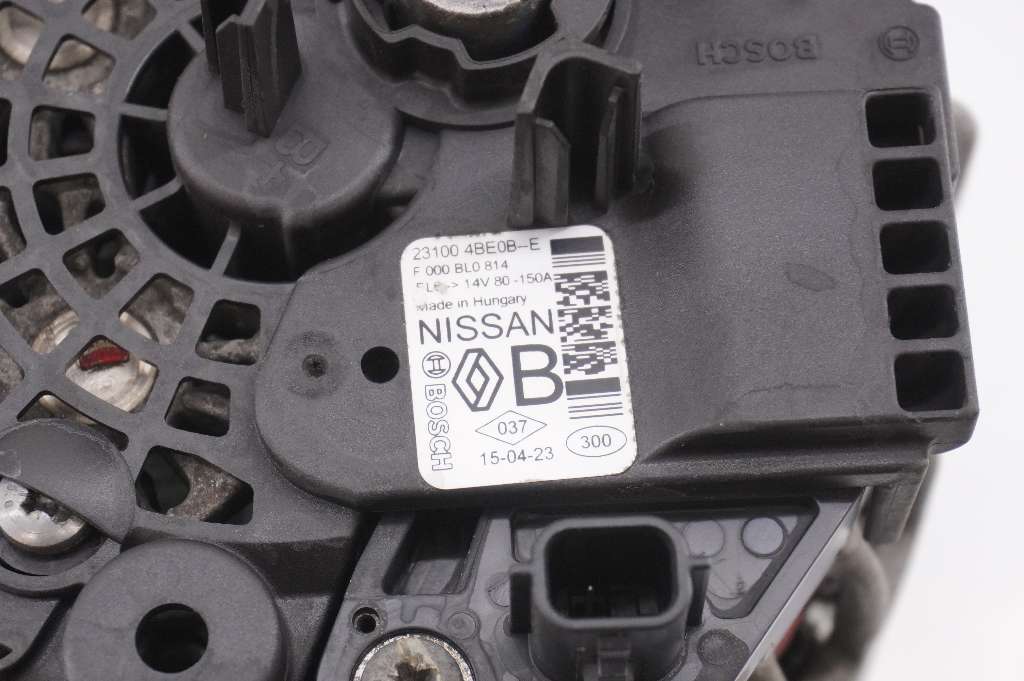 BOSCH
B+
23100 4BE0B--E
F 000 BL0 814
-> 14V 80 -150A
Made in Hungary
NISSAN
BOSCH
B
037
15-04-23
300